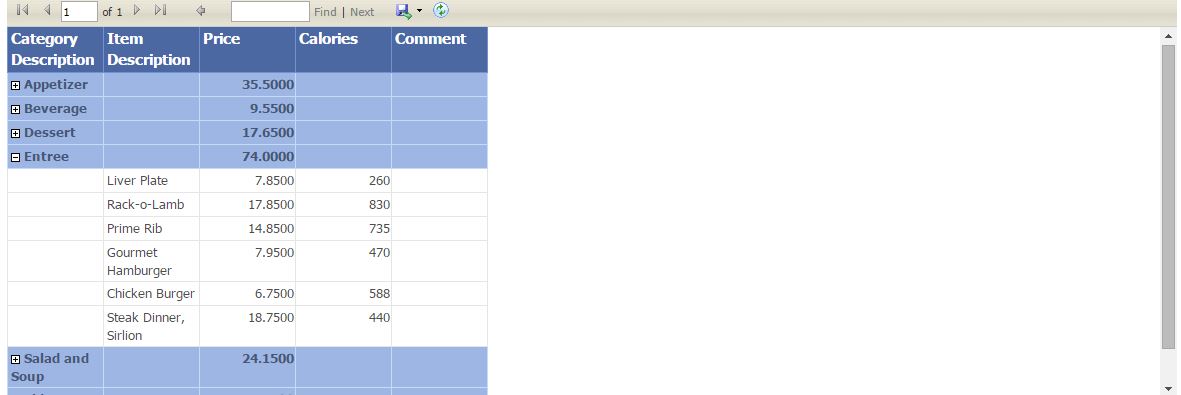 1 of 1 Find | Next
Category Item Price Calories Comment
Description Description
Appetizer 35.5000
Beverage 9.5500
Dessert 17.6500
Entree 74.0000
Liver Plate 7.8500 260
Rack-o-Lamb 17.8500 830
Prime Rib 14.8500 735
Gourmet 7.9500 470
Hamburger
Chicken Burger 6.7500 588
Steak Dinner, 18.7500 440
Sirlion
Salad and 24.1500
Soup